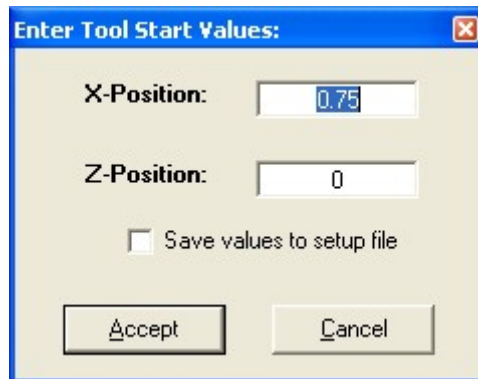 Enter Tool Start Values:
X-Position: 0.75
Z-Position: 0
Save values to setup file
Accept Cancel